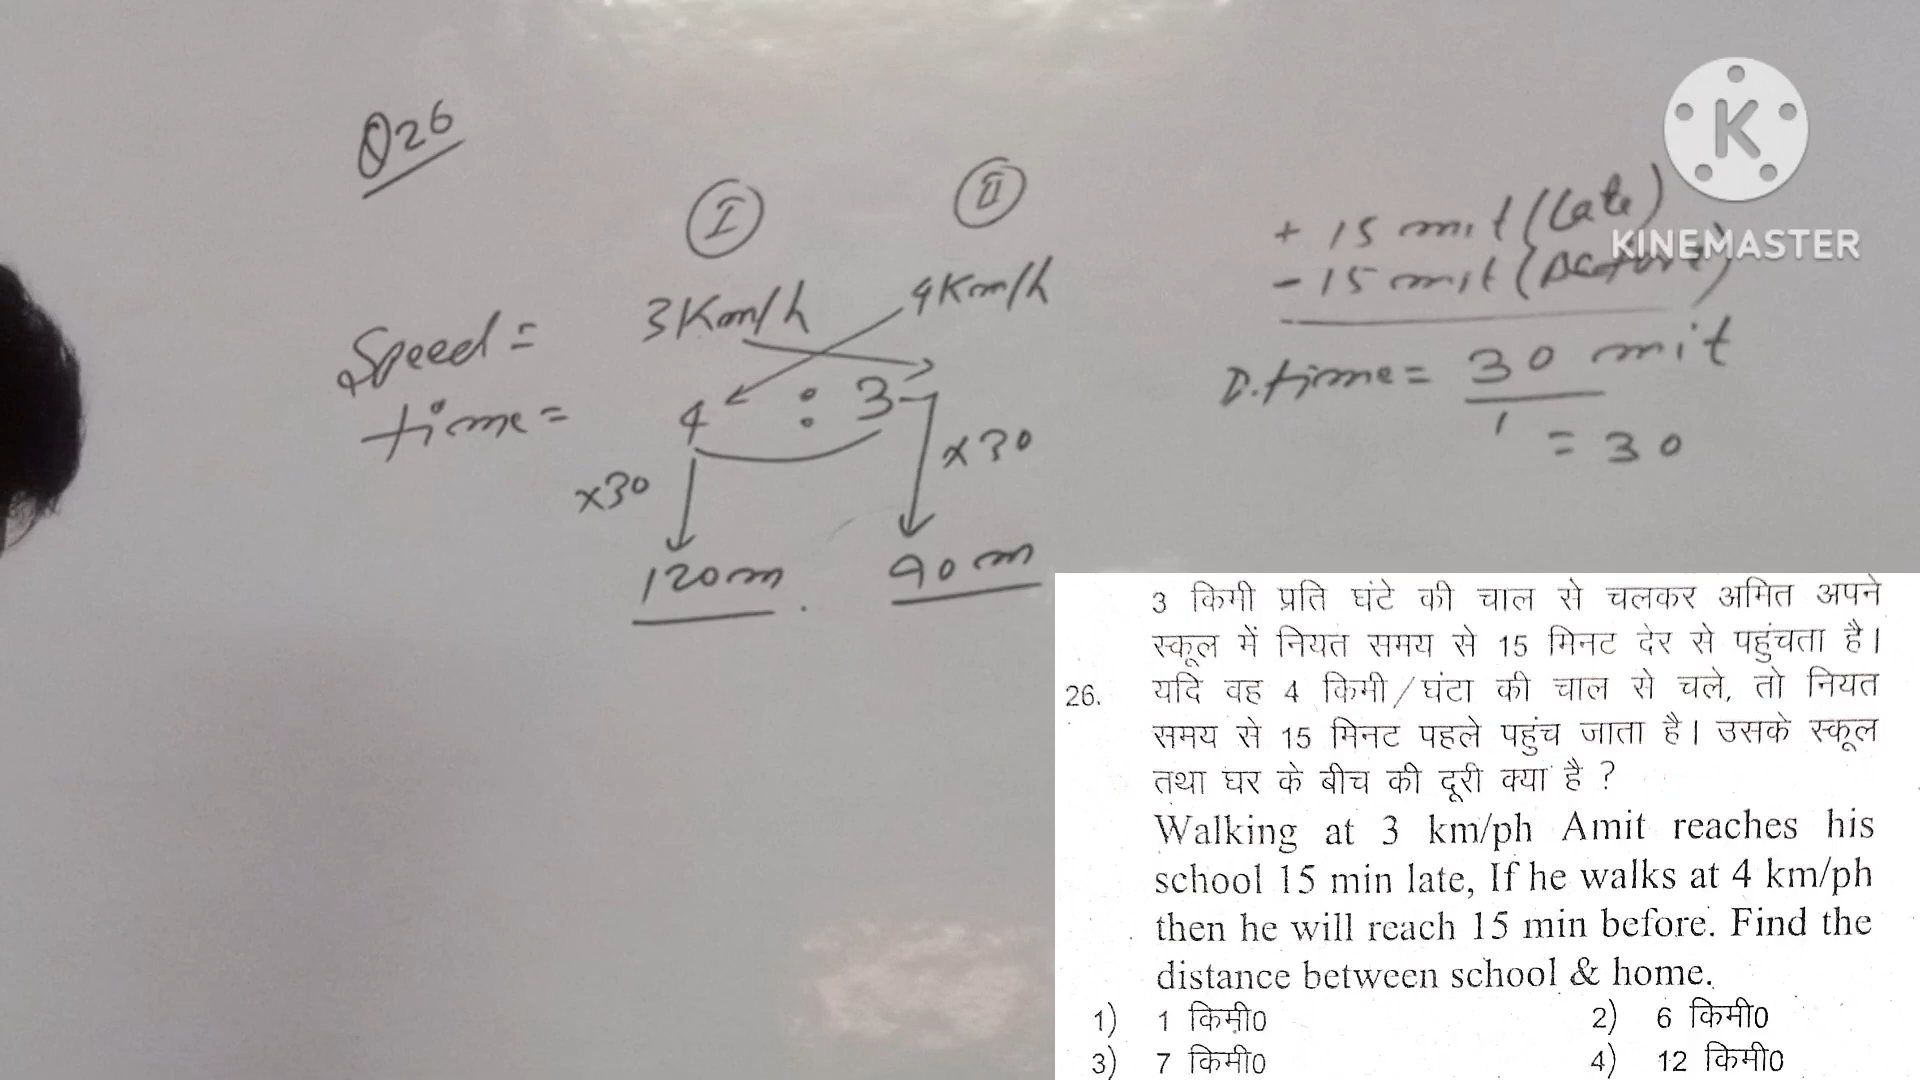 Q26
I II
Speed = 3Km/h 4Km/h
time = 4 : 3
x30 x30
120m. 90m
+ 15 mit (Late)
- 15 mit
D.time = 30 mit
1
= 30
K
KINEMASTER
3 किमी प्रति घंटे की चाल से चलकर अमित अपने
स्कूल में नियत समय से 15 मिनट देर से पहुंचता है।
26. यदि वह 4 किमी/घंटा की चाल से चले, तो नियत
समय से 15 मिनट पहले पहुंच जाता है। उसके स्कूल
तथा घर के बीच की दूरी क्या है ?
Walking at 3 km/ph Amit reaches his
school 15 min late, If he walks at 4 km/ph
then he will reach 15 min before. Find the
distance between school & home.
1) 1 किमी0 2) 6 किमी0
3) 7 किमी0 4) 12 किमी0